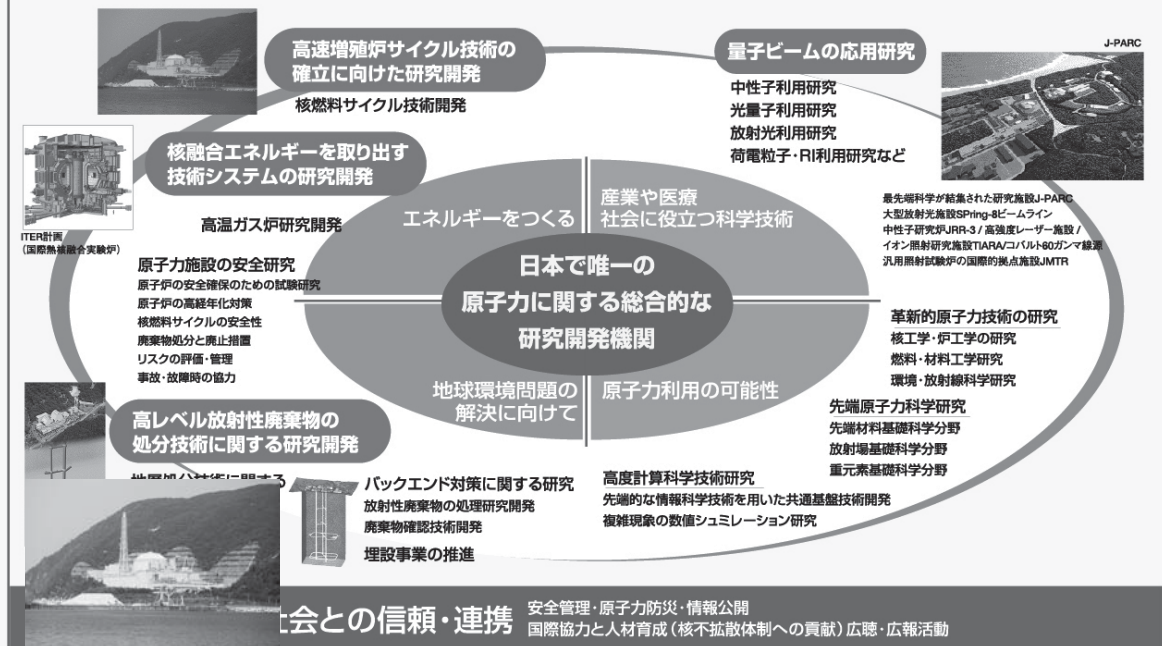 高速増殖炉サイクル技術の
確立に向けた研究開発
核燃料サイクル技術開発
核融合エネルギーを取り出す
技術システムの研究開発
高温ガス炉研究開発
ITER計画
(国際熱核融合実験炉)
原子力施設の安全研究
原子炉の安全確保のための試験研究
原子炉の高経年化対策
核燃料サイクルの安全性
廃棄物処分と廃止措置
リスクの評価・管理
事故・故障時の協力
量子ビームの応用研究
中性子利用研究
光量子利用研究
放射光利用研究
荷電粒子・RI利用研究など
J-PARC
最先端科学が結集された研究施設J-PARC
大型放射光施設SPring-8ビームライン
中性子研究炉JRR-3 / 高強度レーザー施設 /
イオン照射研究施設TIARA/コバルト60ガンマ線源
汎用照射試験炉の国際的拠点施設JMTR
エネルギーをつくる
産業や医療
社会に役立つ科学技術
日本で唯一の
原子力に関する総合的な
研究開発機関
地球環境問題の
解決に向けて
原子力利用の可能性
革新的原子力技術の研究
核工学・炉工学の研究
燃料・材料工学研究
環境・放射線科学研究
先端原子力科学研究
先端材料基礎科学分野
放射場基礎科学分野
重元素基礎科学分野
高レベル放射性廃棄物の
処分技術に関する研究開発
地層処分技術に関する
バックエンド対策に関する研究
放射性廃棄物の処理研究開発
廃棄物確認技術開発
埋設事業の推進
高度計算科学技術研究
先端的な情報科学技術を用いた共通基盤技術開発
複雑現象の数値シュミレーション研究
会との信頼・連携
安全管理・原子力防災・情報公開
国際協力と人材育成(核不拡散体制への貢献)広聴・広報活動